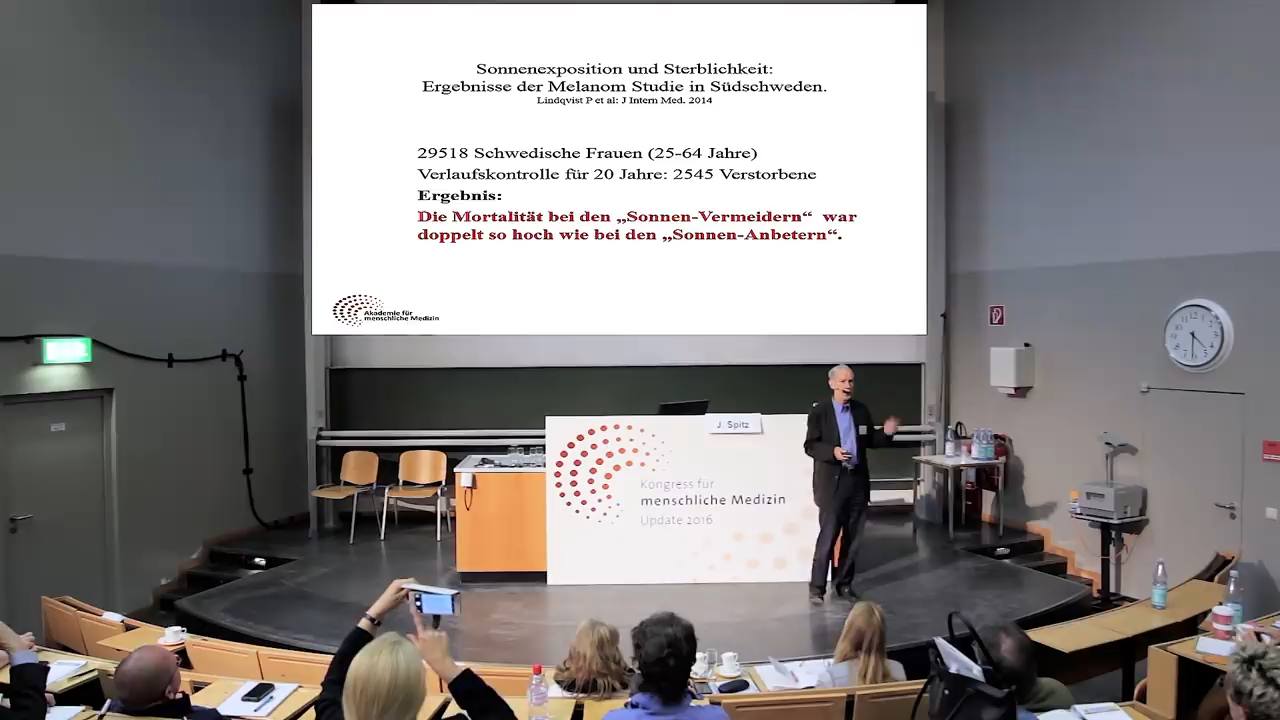 Sonnenexposition und Sterblichkeit:
Ergebnisse der Melanom Studie in Südschweden.
Lindqvist P et al: J Intern Med. 2014
29518 Schwedische Frauen (25-64 Jahre)
Verlaufskontrolle für 20 Jahre: 2545 Verstorbene
Ergebnis:
Die Mortalität bei den „Sonnen-Vermeidern“ war
doppelt so hoch wie bei den „Sonnen-Anbetern“.
Akademie für
menschliche Medizin
J. Spitz
Kongress für
menschliche Medizin
Update 2016